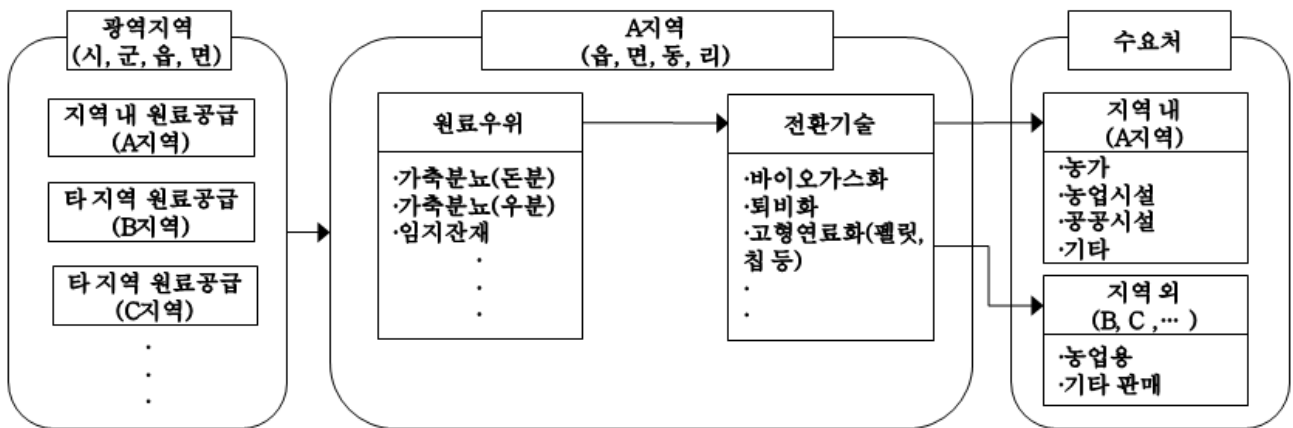 광역지역
(시, 군, 읍, 면)
지역 내 원료공급
(A지역)
타 지역 원료공급
(B지역)
타 지역 원료공급
(C지역)
·
·
·
A지역
(읍, 면, 동, 리)
원료우위
·가축분뇨(돈분)
·가축분뇨(우분)
·임지잔재
·
·
·
전환기술
·바이오가스화
·퇴비화
·고형연료화(펠릿,
칩 등)
·
·
수요처
지역 내
(A지역)
·농가
·농업시설
·공공시설
·기타
지역 외
(B, C ,··· )
·농업용
·기타 판매